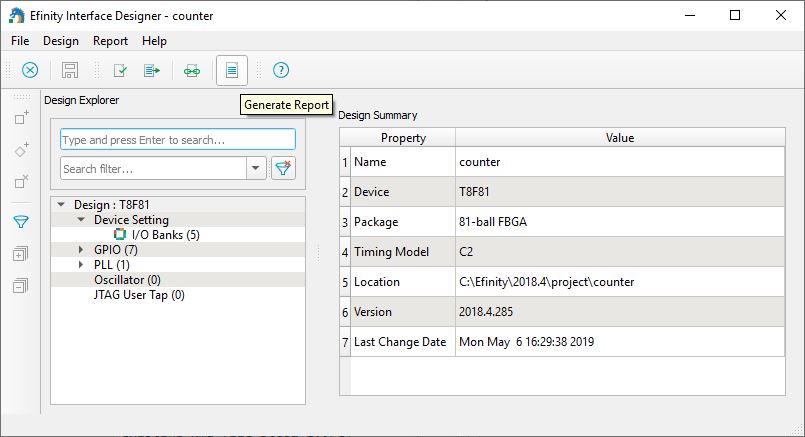 Efinity Interface Designer - counter
File Design Report Help
Generate Report
Design Explorer
Type and press Enter to search...
Search filter...
Design : T8F81
Device Setting
I/O Banks (5)
GPIO (7)
PLL (1)
Oscillator (0)
JTAG User Tap (0)
Design Summary
Property Value
1 Name counter
2 Device T8F81
3 Package 81-ball FBGA
4 Timing Model C2
5 Location C:\Efinity\2018.4\project\counter
6 Version 2018.4.285
7 Last Change Date Mon May  6 16:29:38 2019